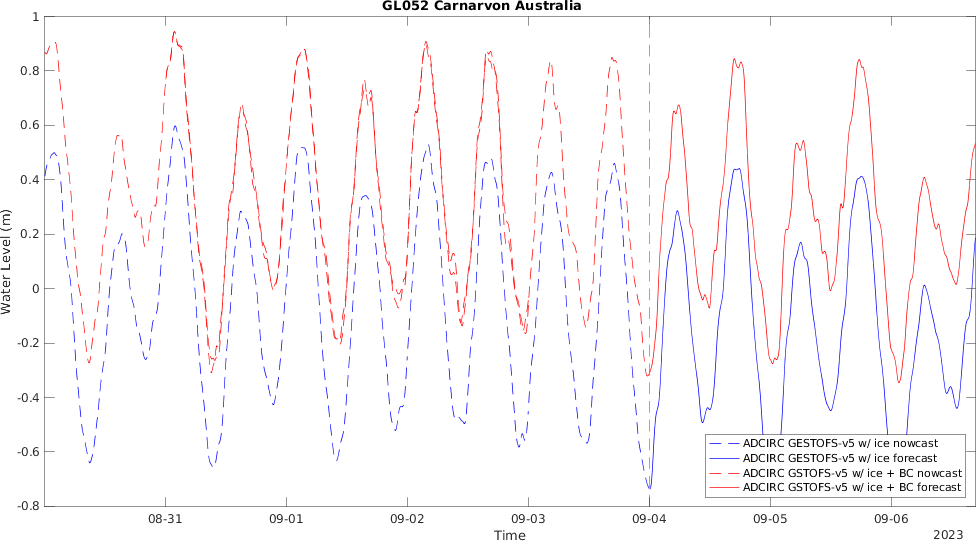 GL052 Carnarvon Australia
1
0.8
0.6
0.4
0.2
0
-0.2
-0.4
-0.6
-0.8
Water Level (m)
ADCIRC GESTOFS-v5 w/ ice nowcast
ADCIRC GESTOFS-v5 w/ ice forecast
ADCIRC GSTOFS-v5 w/ ice + BC nowcast
ADCIRC GSTOFS-v5 w/ ice + BC forecast
08-31 09-01 09-02 09-03 09-04 09-05 09-06
Time
2023